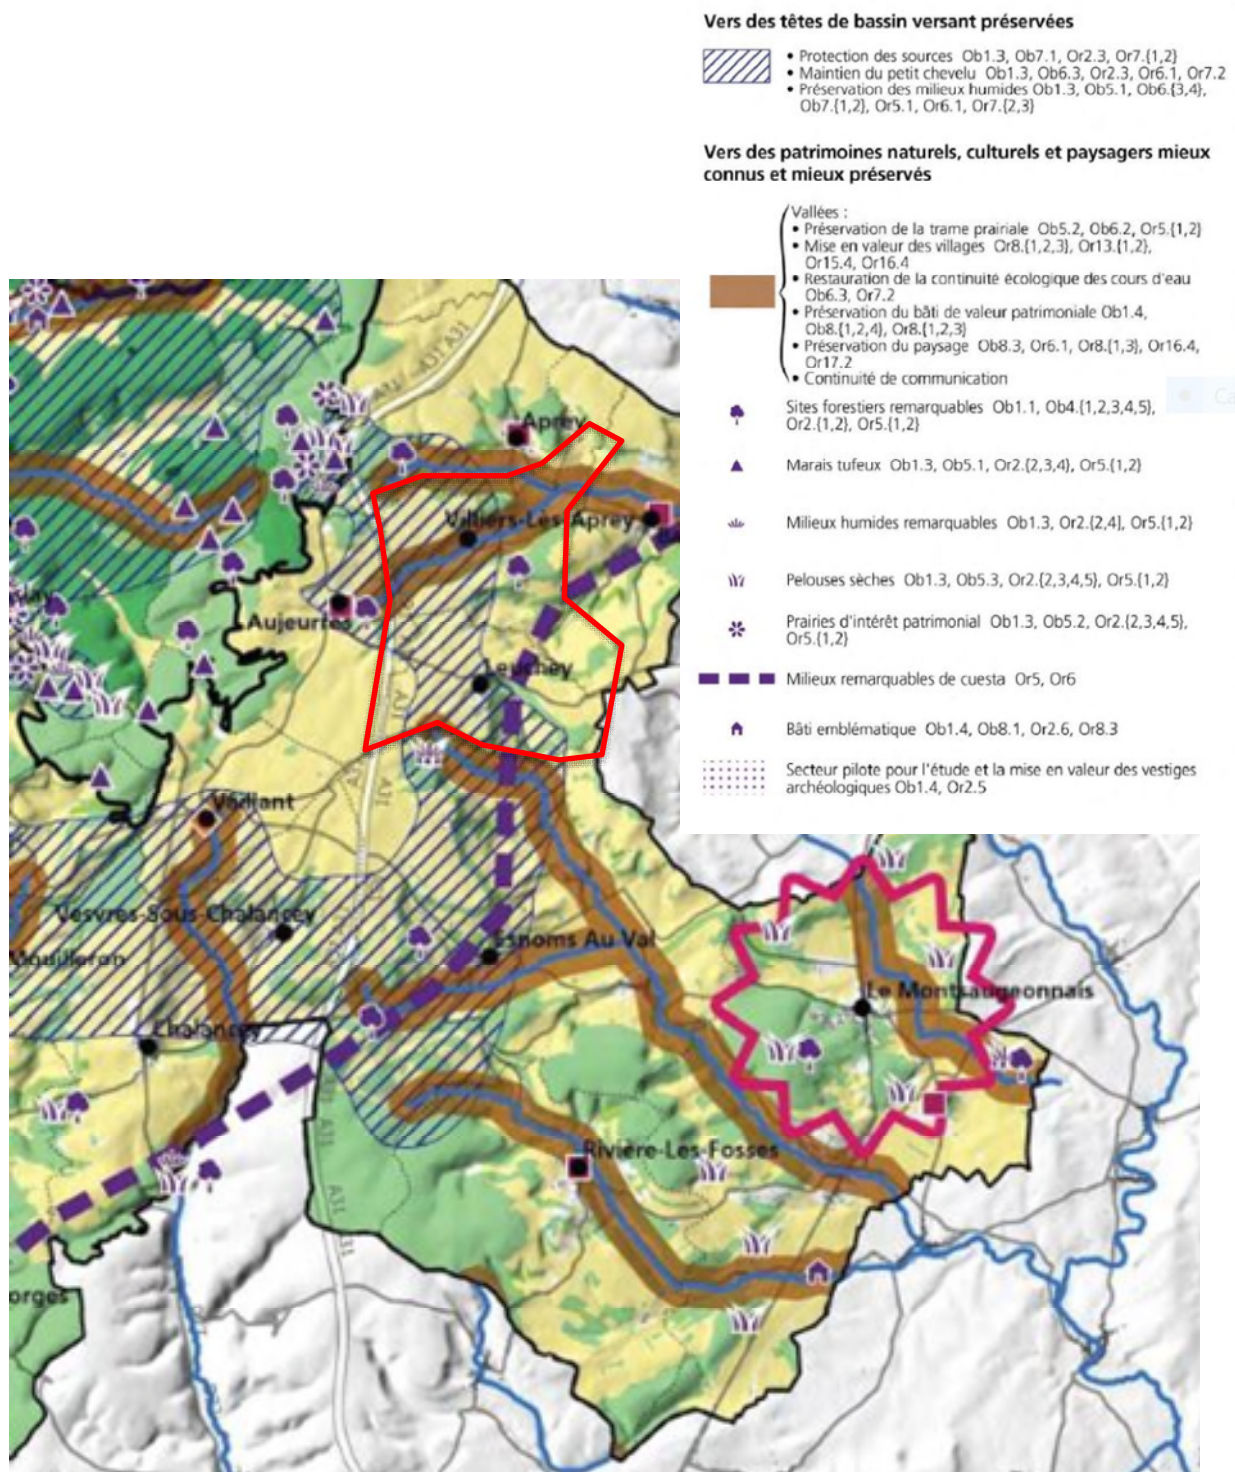 Vers des têtes de bassin versant préservées
• Protection des sources Ob1.3, Ob7.1, Or2.3, Or7.{1,2}
• Maintien du petit chevelu Ob1.3, Ob6.3, Or2.3, Or6.1, Or7.2
• Préservation des milieux humides Ob1.3, Ob5.1, Ob6.{3,4},
Ob7.{1,2}, Or5.1, Or6.1, Or7.{2,3}
Vers des patrimoines naturels, culturels et paysagers mieux
connus et mieux préservés
Vallées :
• Préservation de la trame prairiale Ob5.2, Ob6.2, Or5.{1,2}
• Mise en valeur des villages Or8.{1,2,3}, Or13.{1,2},
Or15.4, Or16.4
• Restauration de la continuité écologique des cours d'eau
Ob6.3, Or7.2
• Préservation du bâti de valeur patrimoniale Ob1.4,
Ob8.{1,2,4}, Or8.{1,2,3}
• Préservation du paysage Ob8.3, Or6.1, Or8.{1,3}, Or16.4,
Or17.2
• Continuité de communication
Sites forestiers remarquables Ob1.1, Ob4.{1,2,3,4,5},
Or2.{1,2}, Or5.{1,2}
Marais tufeux Ob1.3, Ob5.1, Or2.{2,3,4}, Or5.{1,2}
Milieux humides remarquables Ob1.3, Or2.{2,4], Or5.{1,2}
Pelouses sèches Ob1.3, Ob5.3, Or2.{2,3,4,5}, Or5.{1,2}
Prairies d'intérêt patrimonial Ob1.3, Ob5.2, Or2.{2,3,4,5},
Or5.{1,2}
Milieux remarquables de cuesta Or5, Or6
Bâti emblématique Ob1.4, Ob8.1, Or2.6, Or8.3
Secteur pilote pour l'étude et la mise en valeur des vestiges
archéologiques Ob1.4, Or2.5
Ca
A31 A31
A31
Aprey
Villiers-Lès-Aprey
Aujeurres
Leuchey
A31
A31
Vaillant
Vesvres-Sous-Chalancey
Mouilleron
Esnoms Au Val
Le Montsaugeonnais
Chalancey
A31
Rivière-Les-Fosses
A31
A31
orges